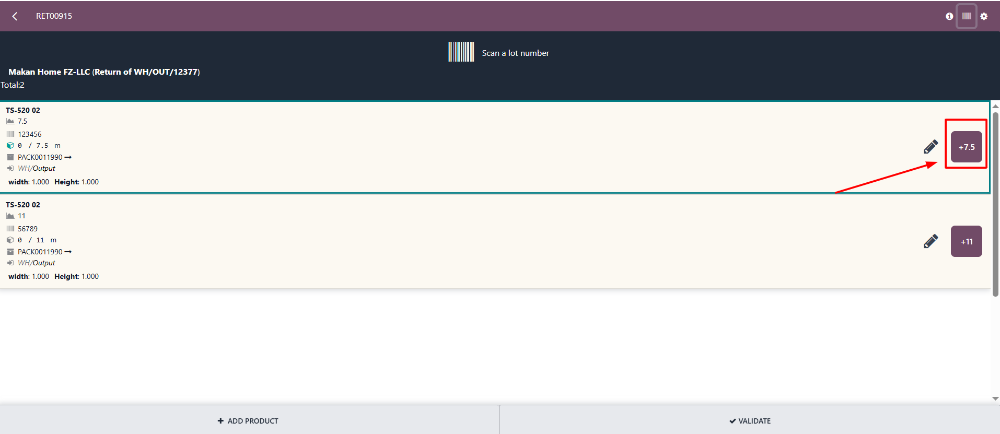 RET00915
Scan a lot number
Makan Home FZ-LLC (Return of WH/OUT/12377)
Total:2
TS-520 02
7.5
123456
0 / 7.5 m
PACK0011990
WH/Output
width: 1.000 Height: 1.000
+7.5
TS-520 02
11
56789
0 / 11 m
PACK0011990
WH/Output
width: 1.000 Height: 1.000
+11
ADD PRODUCT
VALIDATE